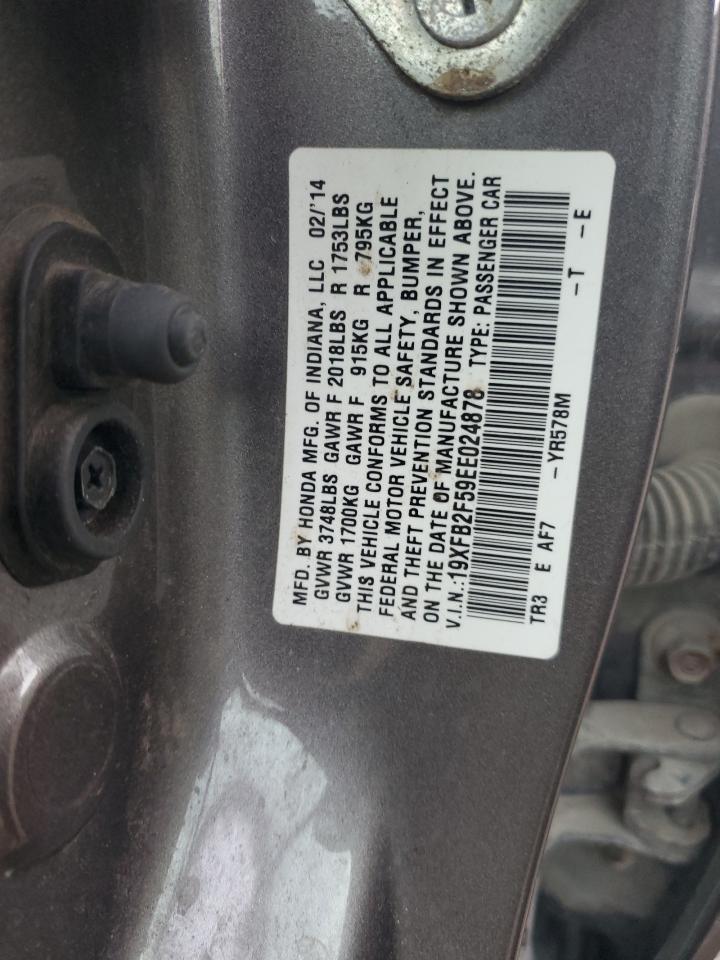 MFD. BY HONDA MFG. OF INDIANA, LLC 02/'14
GVWR 3748LBS GAWR F 2018LBS R 1753LBS
GVWR 1700KG GAWR F 915KG R 795KG
THIS VEHICLE CONFORMS TO ALL APPLICABLE
FEDERAL MOTOR VEHICLE SAFETY, BUMPER,
AND THEFT PREVENTION STANDARDS IN EFFECT
ON THE DATE OF MANUFACTURE SHOWN ABOVE.
V.I.N.:19XFB2F59EE024878 TYPE: PASSENGER CAR
TR3 E AF7 -YR578M -T -E